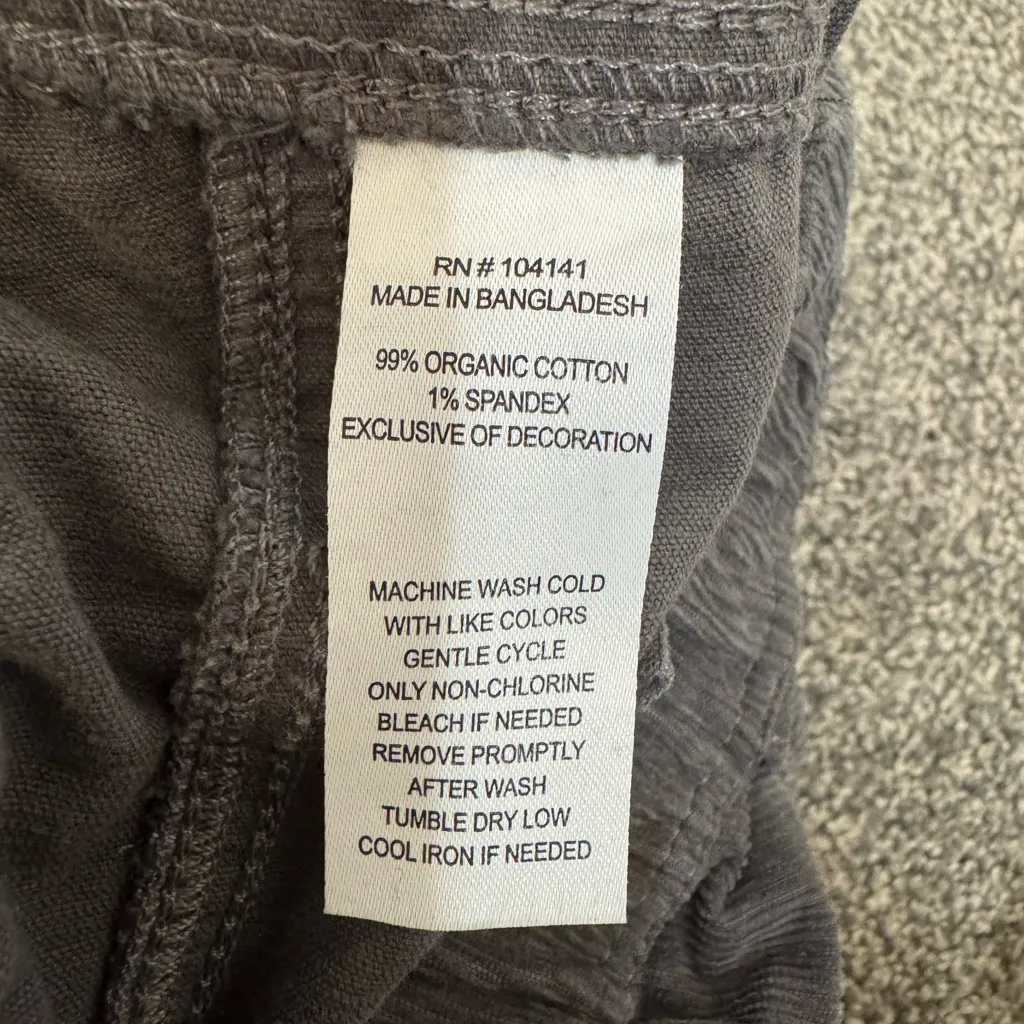 RN # 104141
MADE IN BANGLADESH
99% ORGANIC COTTON
1% SPANDEX
EXCLUSIVE OF DECORATION
MACHINE WASH COLD
WITH LIKE COLORS
GENTLE CYCLE
ONLY NON-CHLORINE
BLEACH IF NEEDED
REMOVE PROMPTLY
AFTER WASH
TUMBLE DRY LOW
COOL IRON IF NEEDED